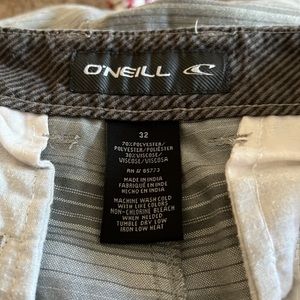 O'NEILL
32
70% POLYESTER/
POLYESTER/POLIÉSTER
30% VISCOSE/
VISCOSE/VISCOSA
RN # 85773
MADE IN INDIA
FABRIQUÉ EN INDE
HECHO EN INDIA
MACHINE WASH COLD
WITH LIKE COLORS
NON-CHLORINE BLEACH
WHEN NEEDED
TUMBLE DRY LOW
IRON LOW HEAT